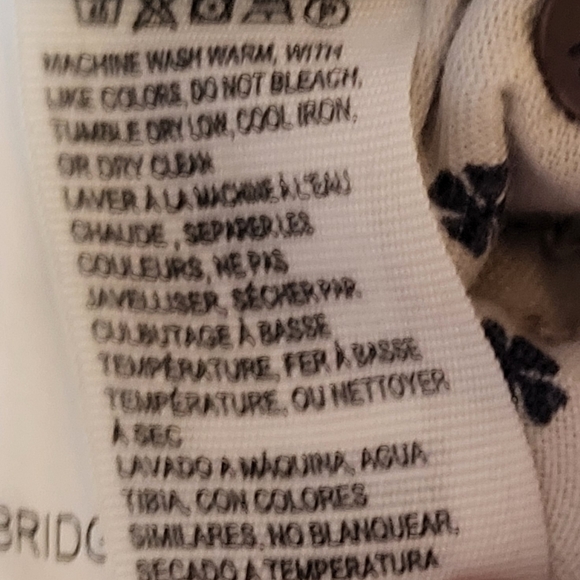 MACHINE WASH WARM, WITH
LIKE COLORS, DO NOT BLEACH,
TUMBLE DRY LOW, COOL IRON,
OR DRY CLEAN
LAVER À LA MACHINE À L'EAU
CHAUDE, SEPARER LES
COULEURS, NE PAS
JAVELLISER, SÉCHER PAR
CULBUTAGE À BASSE
TEMPÉRATURE, FER À BASSE
TEMPÉRATURE, OU NETTOYER
À SEC
LAVADO A MÁQUINA, AGUA
TIBIA, CON COLORES
SIMILARES, NO BLANQUEAR,
SECADO A TEMPERATURA
BRIDG